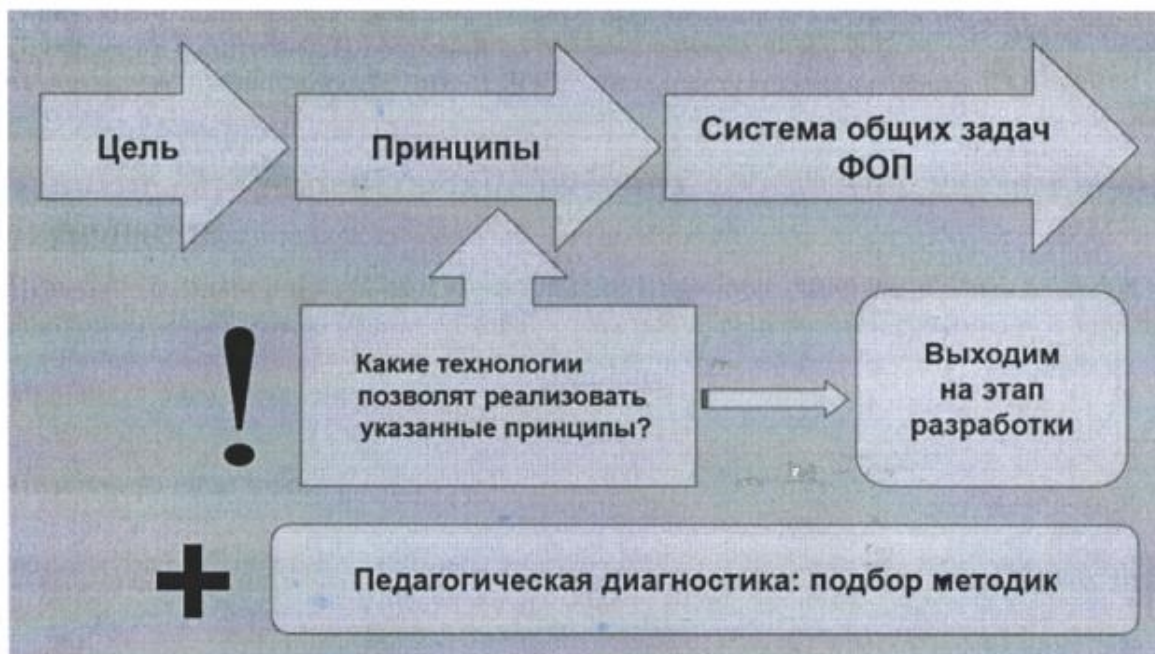 Цель
Принципы
Система общих задач
ФОП
!
Какие технологии
позволят реализовать
указанные принципы?
Выходим
на этап
разработки
+
Педагогическая диагностика: подбор методик